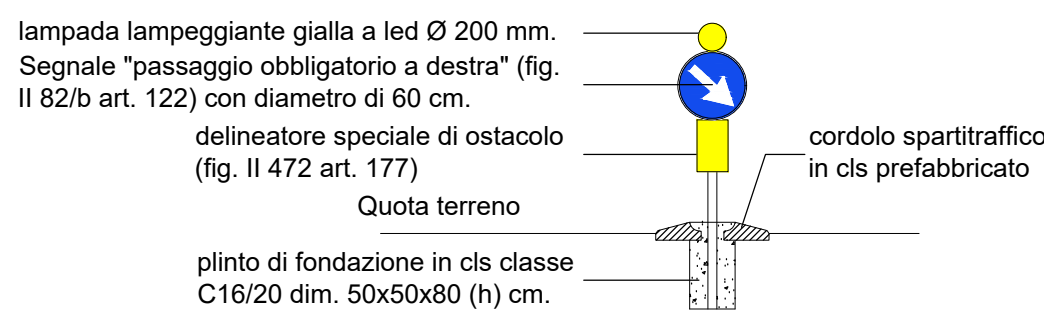 lampada lampeggiante gialla a led Ø 200 mm.
Segnale "passaggio obbligatorio a destra" (fig.
II 82/b art. 122) con diametro di 60 cm.
delineatore speciale di ostacolo
(fig. II 472 art. 177)
cordolo spartitraffico
in cls prefabbricato
Quota terreno
plinto di fondazione in cls classe
C16/20 dim. 50x50x80 (h) cm.